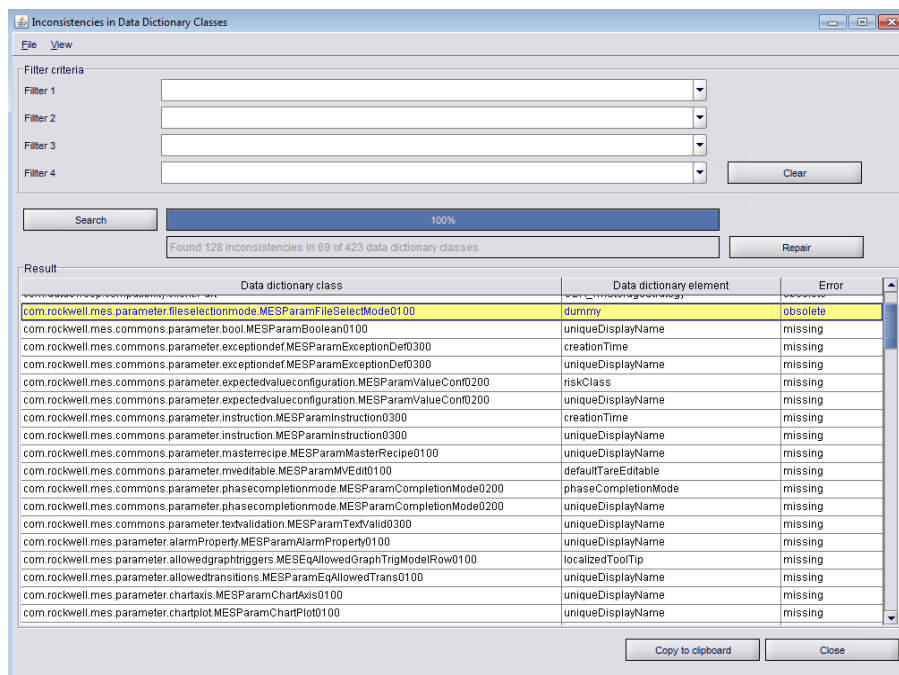 Inconsistencies in Data Dictionary Classes
File View
Filter criteria
Fillter 1
Fillter 2
Fillter 3
Fillter 4
Clear
Search 100%
Found 128 inconsistencies in 69 of 423 data dictionary classes Repair
Result
Data dictionary class Data dictionary element Error
com.rockwell.mes.parameter.fileselectionmode.MESParamFileSelectMode0100 dummy obsolete
com.rockwell.mes.commons.parameter.bool.MESParamBoolean0100 uniqueDisplayName missing
com.rockwell.mes.commons.parameter.exceptiondef.MESParamExceptionDef0300 creationTime missing
com.rockwell.mes.commons.parameter.exceptiondef.MESParamExceptionDef0300 uniqueDisplayName missing
com.rockwell.mes.commons.parameter.expectedvalueconfiguration.MESParamValueConf0200 riskClass missing
com.rockwell.mes.commons.parameter.expectedvalueconfiguration.MESParamValueConf0200 uniqueDisplayName missing
com.rockwell.mes.commons.parameter.instruction.MESParamInstruction0300 creationTime missing
com.rockwell.mes.commons.parameter.instruction.MESParamInstruction0300 uniqueDisplayName missing
com.rockwell.mes.commons.parameter.masterrecipe.MESParamMasterRecipe0100 uniqueDisplayName missing
com.rockwell.mes.commons.parameter.mveditable.MESParamMVEdit0100 defaultTareEditable missing
com.rockwell.mes.commons.parameter.phasecompletionmode.MESParamCompletionMode0200 phaseCompletionMode missing
com.rockwell.mes.commons.parameter.phasecompletionmode.MESParamCompletionMode0200 uniqueDisplayName missing
com.rockwell.mes.commons.parameter.textvalidation.MESParamTextValid0300 uniqueDisplayName missing
com.rockwell.mes.parameter.alarmProperty.MESParamAlarmProperty0100 uniqueDisplayName missing
com.rockwell.mes.parameter.allowedgraphtriggers.MESEqAllowedGraphTrigModelRow0100 localizedToolTip missing
com.rockwell.mes.parameter.allowedtransitions.MESParamEqAllowedTrans0100 uniqueDisplayName missing
com.rockwell.mes.parameter.chartaxis.MESParamChartAxis0100 uniqueDisplayName missing
com.rockwell.mes.parameter.chartplot.MESParamChartPlot0100 uniqueDisplayName missing
Copy to clipboard Close